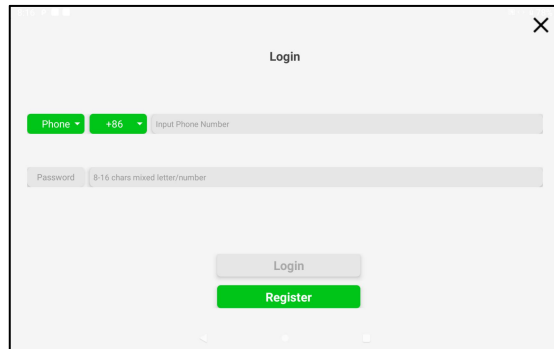 Login
Phone +86 Input Phone Number
Password 8-16 chars mixed letter/number
Login
Register